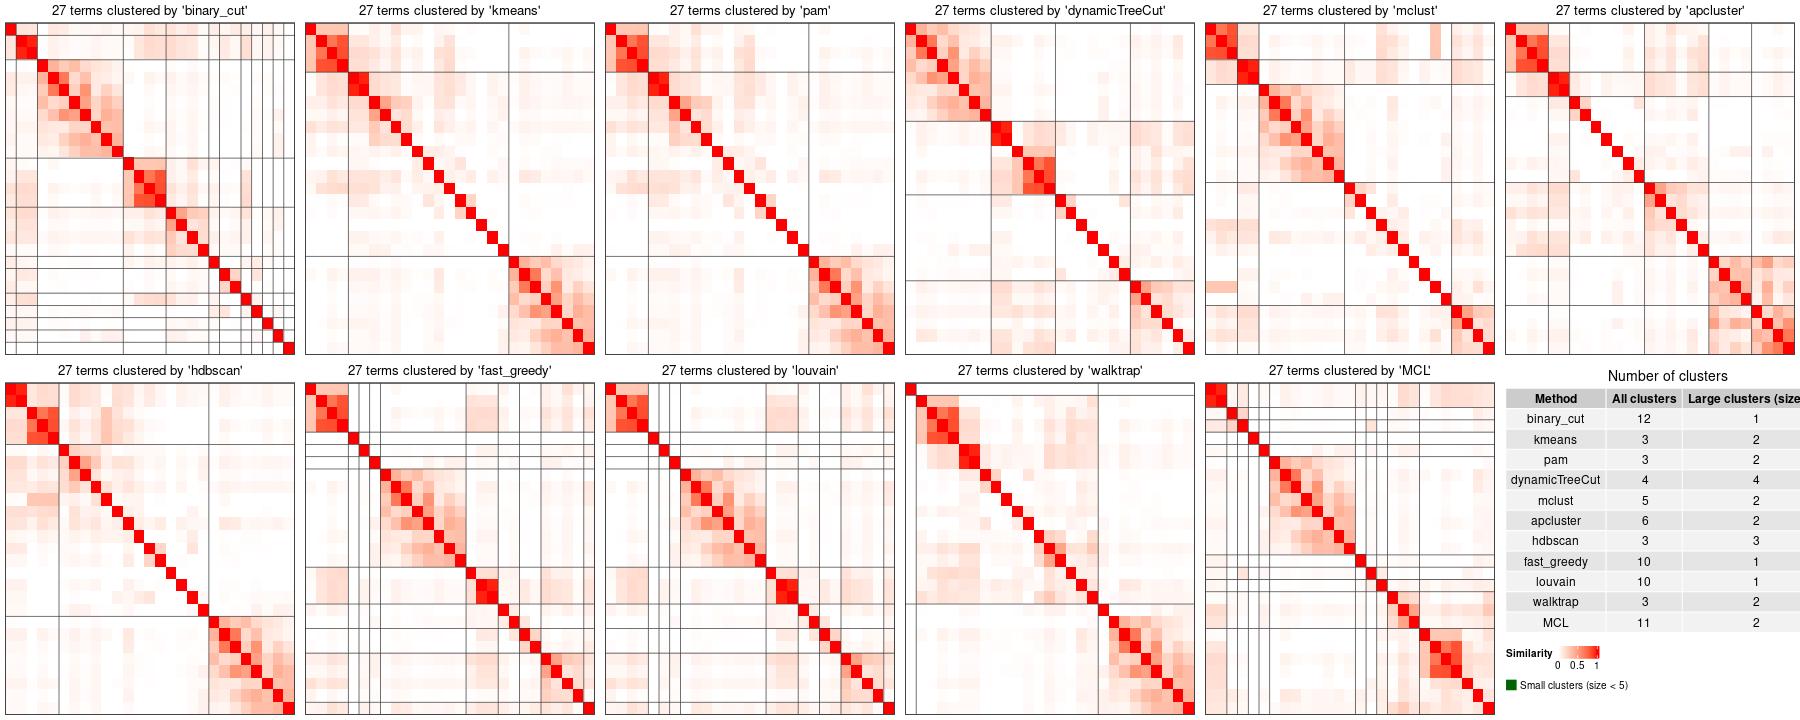 27 terms clustered by 'binary_cut'
27 terms clustered by 'kmeans'
27 terms clustered by 'pam'
27 terms clustered by 'dynamicTreeCut'
27 terms clustered by 'mclust'
27 terms clustered by 'apcluster'
27 terms clustered by 'hdbscan'
27 terms clustered by 'fast_greedy'
27 terms clustered by 'louvain'
27 terms clustered by 'walktrap'
27 terms clustered by 'MCL'
Number of clusters
Method All clusters Large clusters (size
binary_cut 12 1
kmeans 3 2
pam 3 2
dynamicTreeCut 4 4
mclust 5 2
apcluster 6 2
hdbscan 3 3
fast_greedy 10 1
louvain 10 1
walktrap 3 2
MCL 11 2
Similarity
0 0.5 1
Small clusters (size < 5)